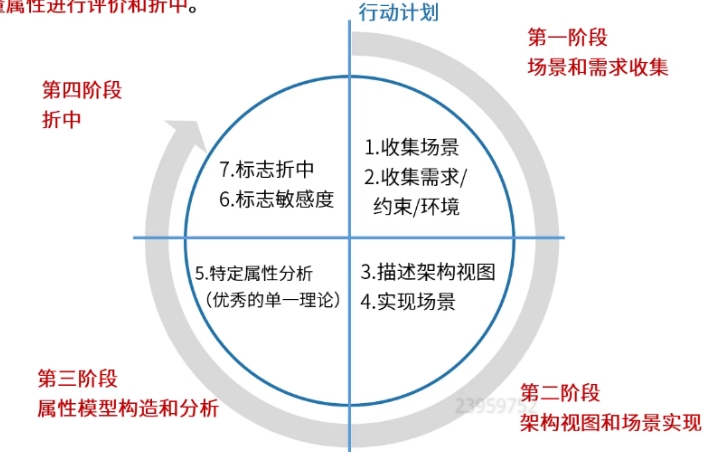 量属性进行评价和折中。
行动计划
第一阶段
场景和需求收集
第四阶段
折中
1.收集场景
2.收集需求/
约束/环境
7.标志折中
6.标志敏感度
5.特定属性分析
（优秀的单一理论）
3.描述架构视图
4.实现场景
第三阶段
属性模型构造和分析
第二阶段
架构视图和场景实现
23959752